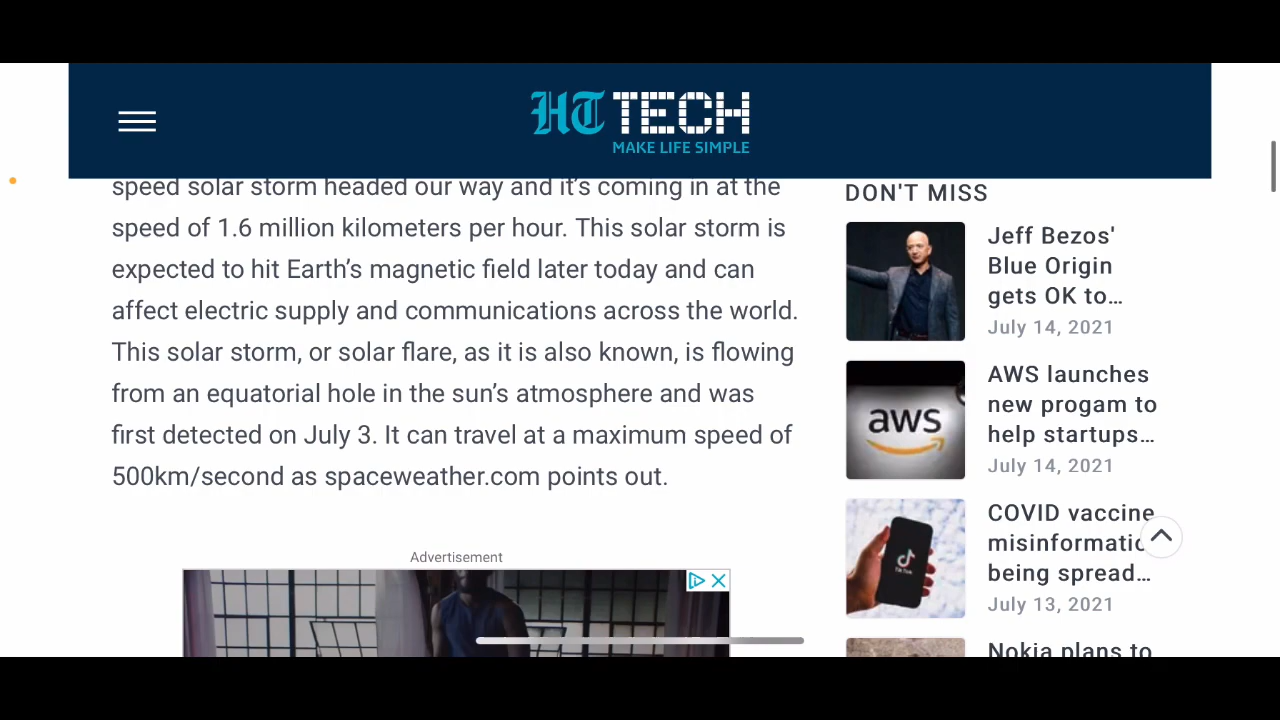 HT TECH
MAKE LIFE SIMPLE
speed solar storm headed our way and it’s coming in at the
speed of 1.6 million kilometers per hour. This solar storm is
expected to hit Earth’s magnetic field later today and can
affect electric supply and communications across the world.
This solar storm, or solar flare, as it is also known, is flowing
from an equatorial hole in the sun’s atmosphere and was
first detected on July 3. It can travel at a maximum speed of
500km/second as spaceweather.com points out.
Advertisement
DON'T MISS
Jeff Bezos'
Blue Origin
gets OK to…
July 14, 2021
aws
AWS launches
new progam to
help startups…
July 14, 2021
TikTok
COVID vaccine
misinformatio
being spread…
July 13, 2021
Nokia plans to